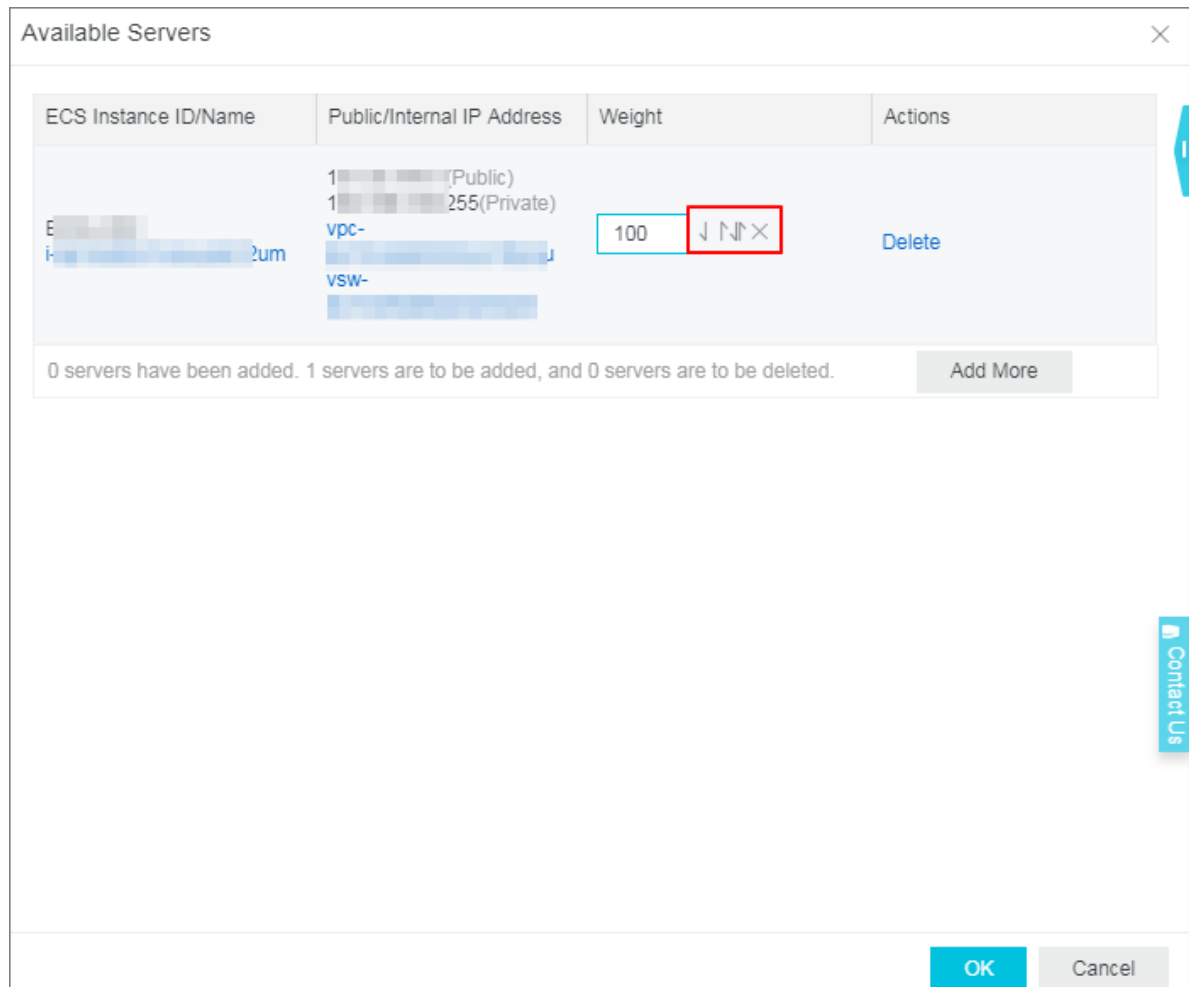 Available Servers
ECS Instance ID/Name Public/Internal IP Address Weight Actions
(Public)
255(Private)
vpc-
vsw-
i- 2um
100
Delete
0 servers have been added. 1 servers are to be added, and 0 servers are to be deleted. Add More
Contact Us
OK Cancel